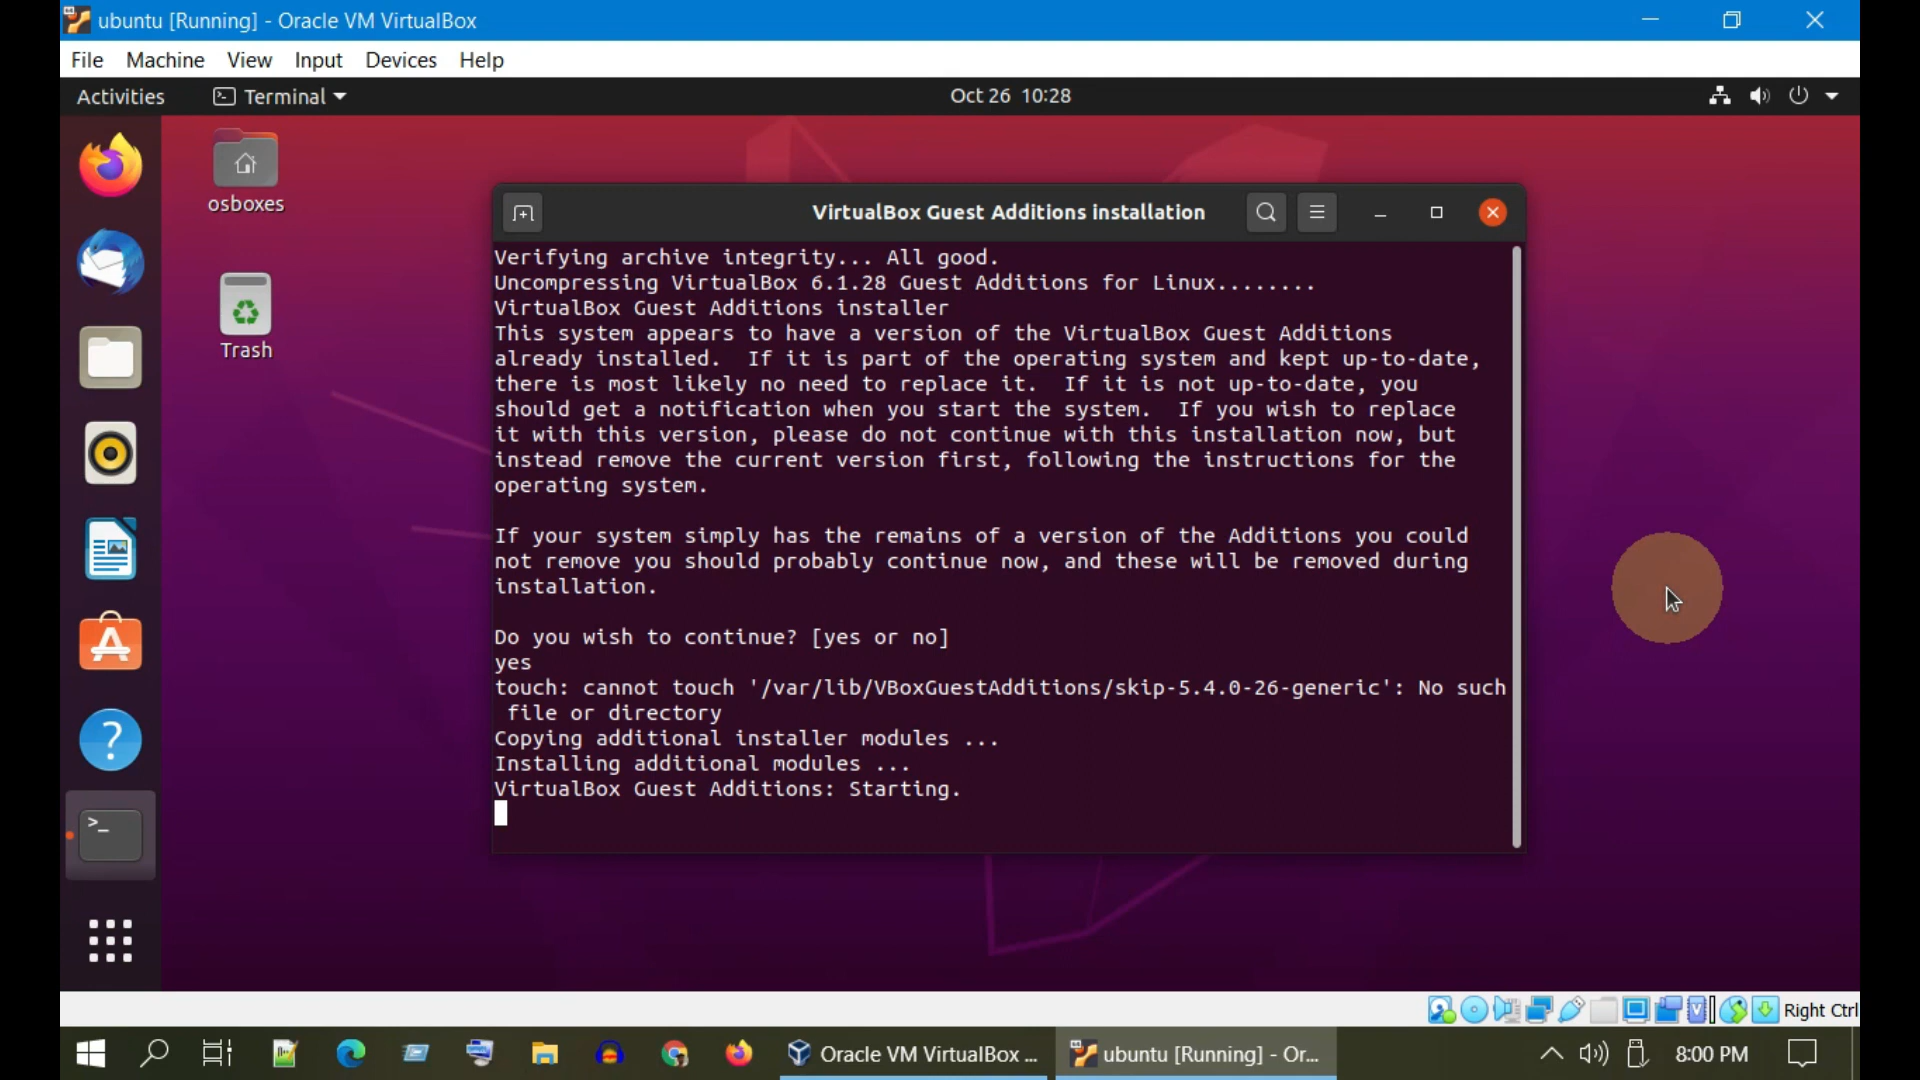 ubuntu [Running] - Oracle VM VirtualBox
File Machine View Input Devices Help
Activities Terminal Oct 26 10:28
osboxes
Trash
VirtualBox Guest Additions installation
Verifying archive integrity... All good.
Uncompressing VirtualBox 6.1.28 Guest Additions for Linux........
VirtualBox Guest Additions installer
This system appears to have a version of the VirtualBox Guest Additions
already installed.  If it is part of the operating system and kept up-to-date,
there is most likely no need to replace it.  If it is not up-to-date, you
should get a notification when you start the system.  If you wish to replace
it with this version, please do not continue with this installation now, but
instead remove the current version first, following the instructions for the
operating system.
If your system simply has the remains of a version of the Additions you could
not remove you should probably continue now, and these will be removed during
installation.
Do you wish to continue? [yes or no]
yes
touch: cannot touch '/var/lib/VBoxGuestAdditions/skip-5.4.0-26-generic': No such
 file or directory
Copying additional installer modules ...
Installing additional modules ...
VirtualBox Guest Additions: Starting.
Right Ctrl
Oracle VM VirtualBox ... ubuntu [Running] - Or... 8:00 PM